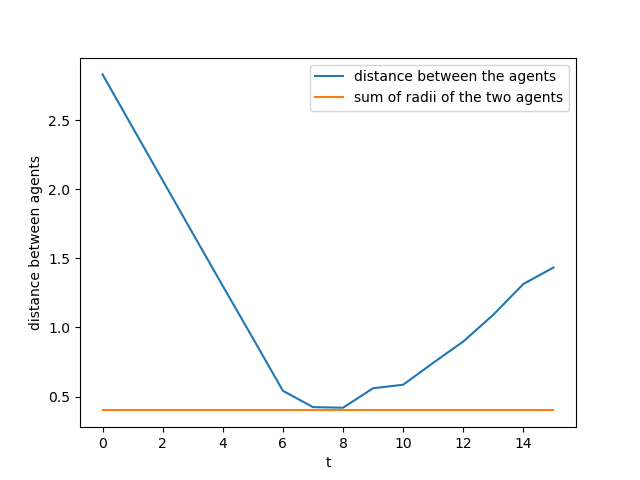 distance between the agents
sum of radii of the two agents
distance between agents
2.5
2.0
1.5
1.0
0.5
0 2 4 6 8 10 12 14
t